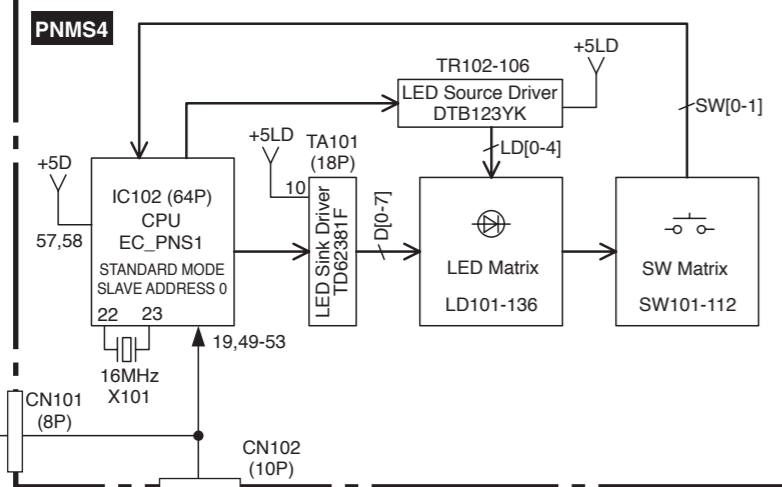 PNMS4
+5LD
TR102-106
LED Source Driver
DTB123YK
SW[0-1]
LD[0-4]
+5LD
TA101
(18P)
10
LED Sink Driver
TD62381F
D[0-7]
+5D
57,58
IC102 (64P)
CPU
EC_PNS1
STANDARD MODE
SLAVE ADDRESS 0
22
23
LED Matrix
LD101-136
SW Matrix
SW101-112
19,49-53
16MHz
X101
CN101
(8P)
CN102
(10P)